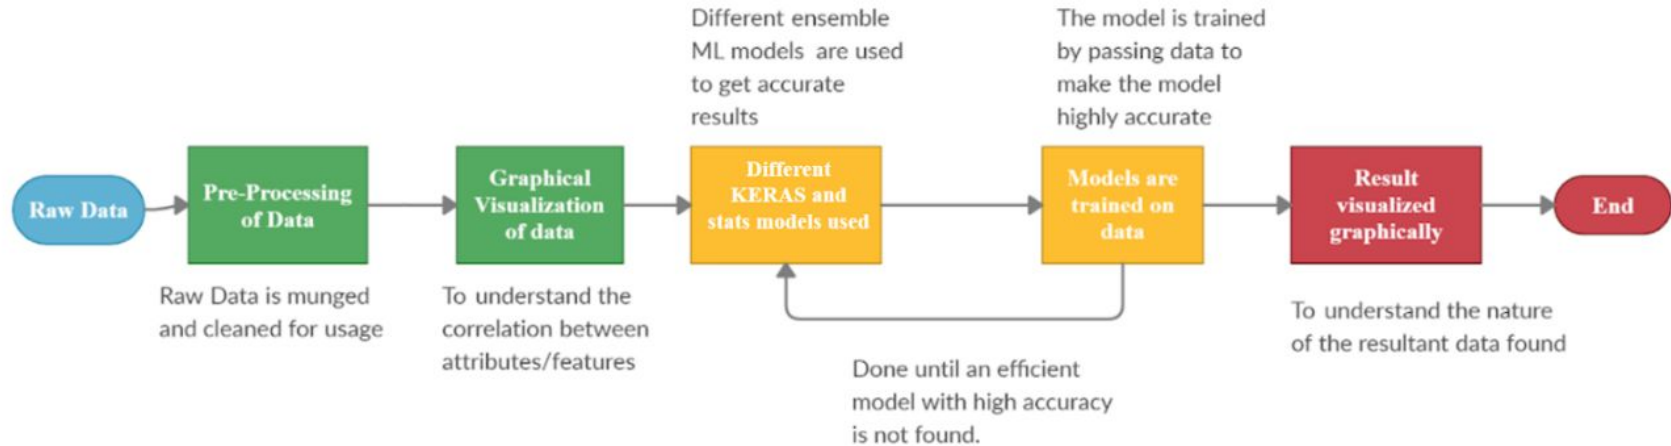 Different ensemble
ML models are used
to get accurate
results
The model is trained
by passing data to
make the model
highly accurate
Raw Data
Pre-Processing
of Data
Graphical
Visualization
of data
Different
KERAS and
stats models used
Models are
trained on
data
Result
visualized
graphically
End
Raw Data is munged
and cleaned for usage
To understand the
correlation between
attributes/features
Done until an efficient
model with high accuracy
is not found.
To understand the nature
of the resultant data found